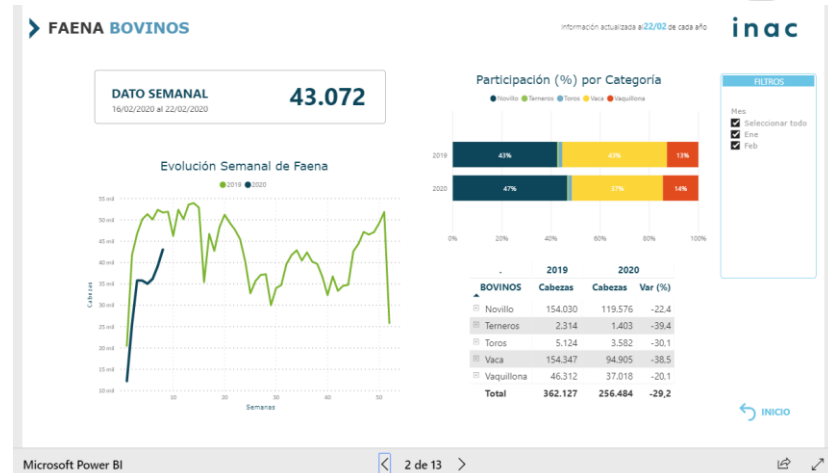 FAENA BOVINOS
Información actualizada al 22/02 de cada año
inac
DATO SEMANAL
16/02/2020 al 22/02/2020
43.072
Participación (%) por Categoría
Novillo Terneros Toros Vaca Vaquillona
2019 43% 43% 13%
2020 47% 37% 14%
0% 20% 40% 60% 80% 100%
FILTROS
Mes
Seleccionar todo
Ene
Feb
Evolución Semanal de Faena
2019 2020
Cabezas
55 mil
50 mil
45 mil
40 mil
35 mil
30 mil
25 mil
20 mil
15 mil
10 mil
10 20 30 40 50
Semanas
. 2019 2020
BOVINOS Cabezas Cabezas Var (%)
Novillo 154.030 119.576 -22,4
Terneros 2.314 1.403 -39,4
Toros 5.124 3.582 -30,1
Vaca 154.347 94.905 -38,5
Vaquillona 46.312 37.018 -20,1
Total 362.127 256.484 -29,2
INICIO
Microsoft Power BI
2 de 13